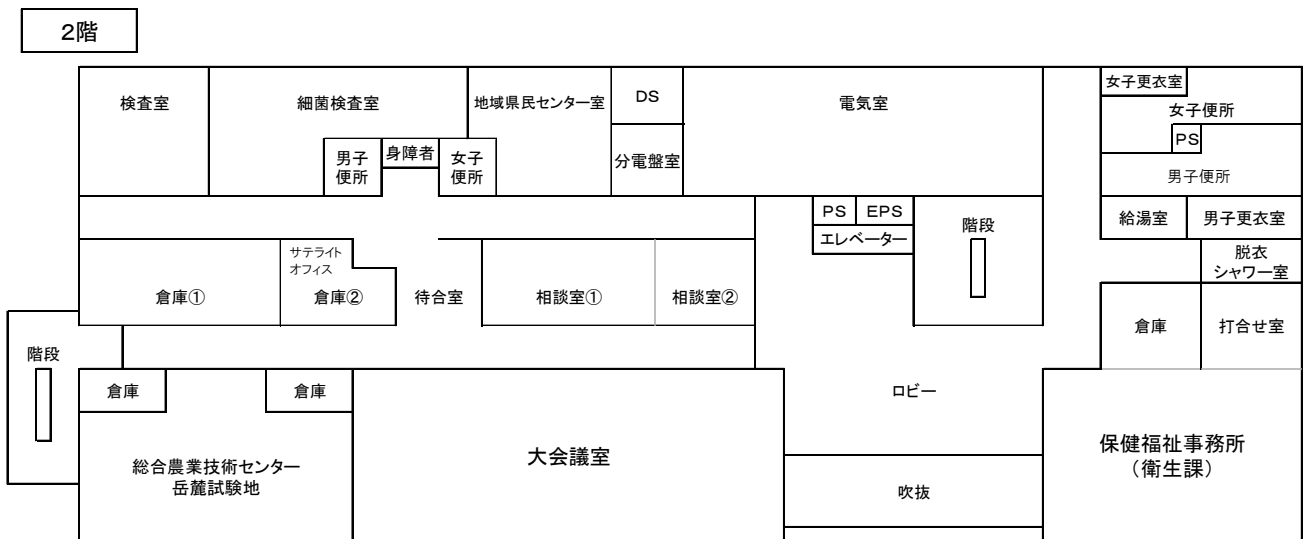 2階
検査室
細菌検査室
地域県民センター室
DS
電気室
女子更衣室
女子便所
男子
便所
身障者
女子
便所
分電盤室
PS
男子便所
PS
EPS
階段
給湯室
男子更衣室
エレベーター
サテライト
オフィス
脱衣
シャワー室
倉庫①
倉庫②
待合室
相談室①
相談室②
倉庫
打合せ室
階段
倉庫
倉庫
ロビー
総合農業技術センター
岳麓試験地
大会議室
保健福祉事務所
（衛生課）
吹抜